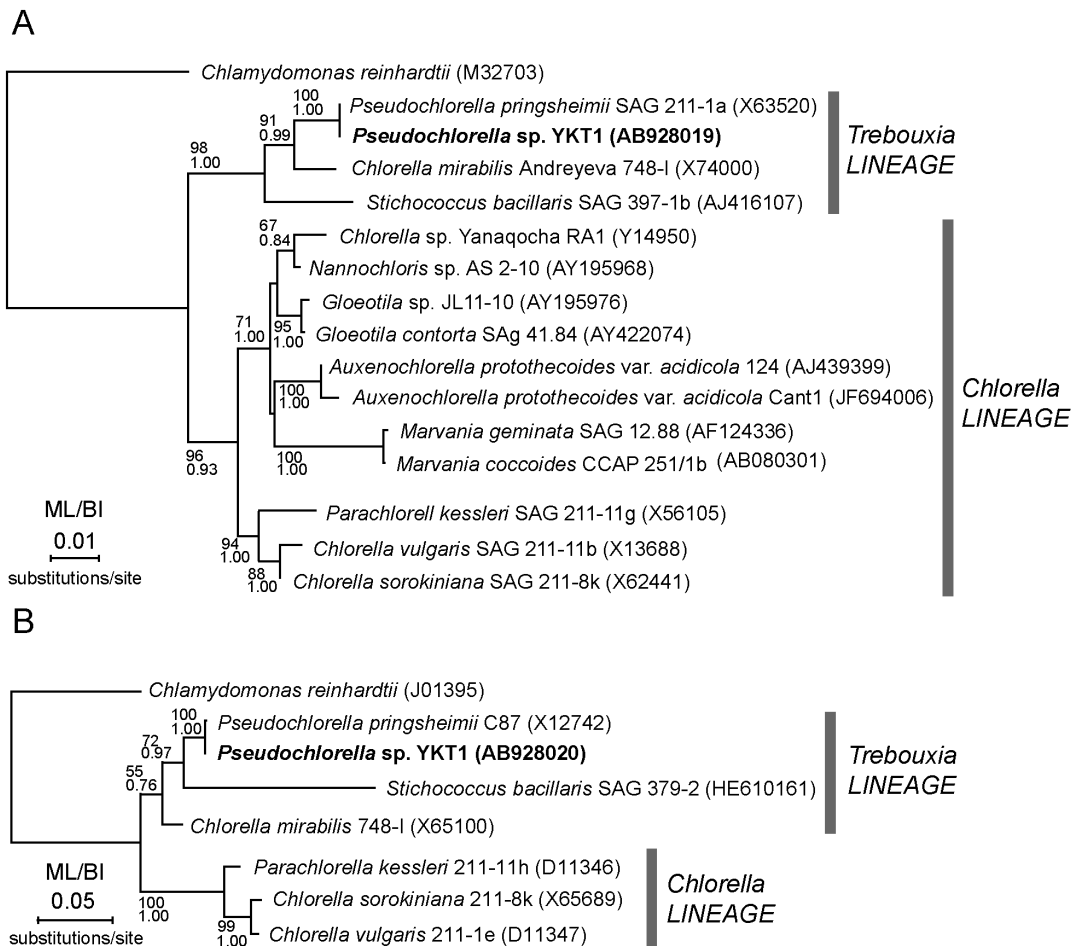 A
Chlamydomonas reinhardtii (M32703)
100
1.00
Pseudochlorella pringsheimii SAG 211-1a (X63520)
91
0.99
Pseudochlorella sp. YKT1 (AB928019)
Trebouxia
LINEAGE
98
1.00
Chlorella mirabilis Andreyeva 748-I (X74000)
Stichococcus bacillaris SAG 397-1b (AJ416107)
67
0.84
Chlorella sp. Yanaqocha RA1 (Y14950)
Nannochloris sp. AS 2-10 (AY195968)
Gloeotila sp. JL11-10 (AY195976)
71
1.00
95
1.00
Gloeotila contorta SAg 41.84 (AY422074)
Auxenochlorella protothecoides var. acidicola 124 (AJ439399)
100
1.00
Auxenochlorella protothecoides var. acidicola Cant1 (JF694006)
Chlorella
LINEAGE
Marvania geminata SAG 12.88 (AF124336)
96
0.93
100
1.00
Marvania coccoides CCAP 251/1b (AB080301)
Parachlorell kessleri SAG 211-11g (X56105)
94
1.00
Chlorella vulgaris SAG 211-11b (X13688)
88
1.00
Chlorella sorokiniana SAG 211-8k (X62441)
ML/BI
0.01
substitutions/site
B
Chlamydomonas reinhardtii (J01395)
100
1.00
Pseudochlorella pringsheimii C87 (X12742)
72
0.97
Pseudochlorella sp. YKT1 (AB928020)
Trebouxia
LINEAGE
55
0.76
Stichococcus bacillaris SAG 379-2 (HE610161)
Chlorella mirabilis 748-I (X65100)
Parachlorella kessleri 211-11h (D11346)
100
1.00
Chlorella sorokiniana 211-8k (X65689)
Chlorella
LINEAGE
99
1.00
Chlorella vulgaris 211-1e (D11347)
ML/BI
0.05
substitutions/site